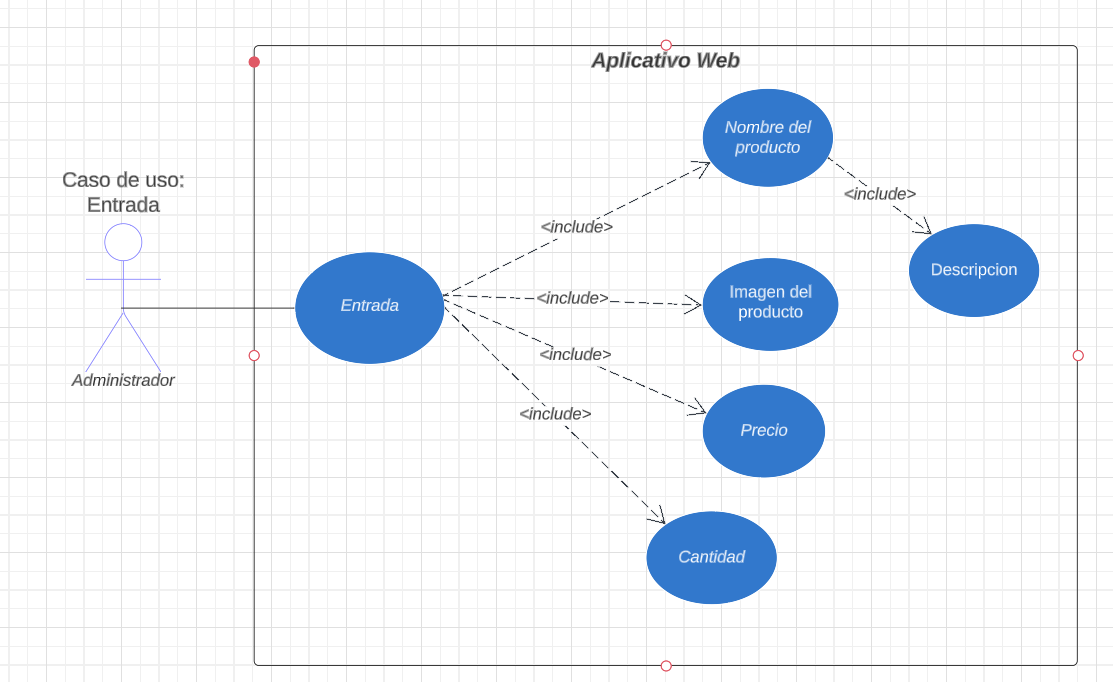 Aplicativo Web
Caso de uso:
Entrada
Administrador
Entrada
<include>
<include>
<include>
<include>
Nombre del
producto
<include>
Descripcion
Imagen del
producto
Precio
Cantidad